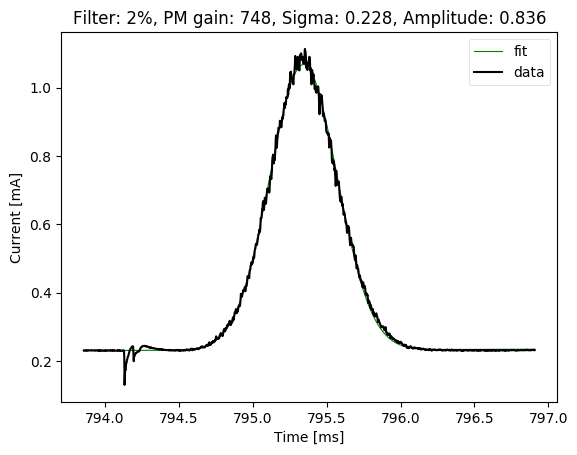 Filter: 2%, PM gain: 748, Sigma: 0.228, Amplitude: 0.836
fit
data
1.0
0.8
0.6
0.4
0.2
Current [mA]
794.0 794.5 795.0 795.5 796.0 796.5 797.0
Time [ms]